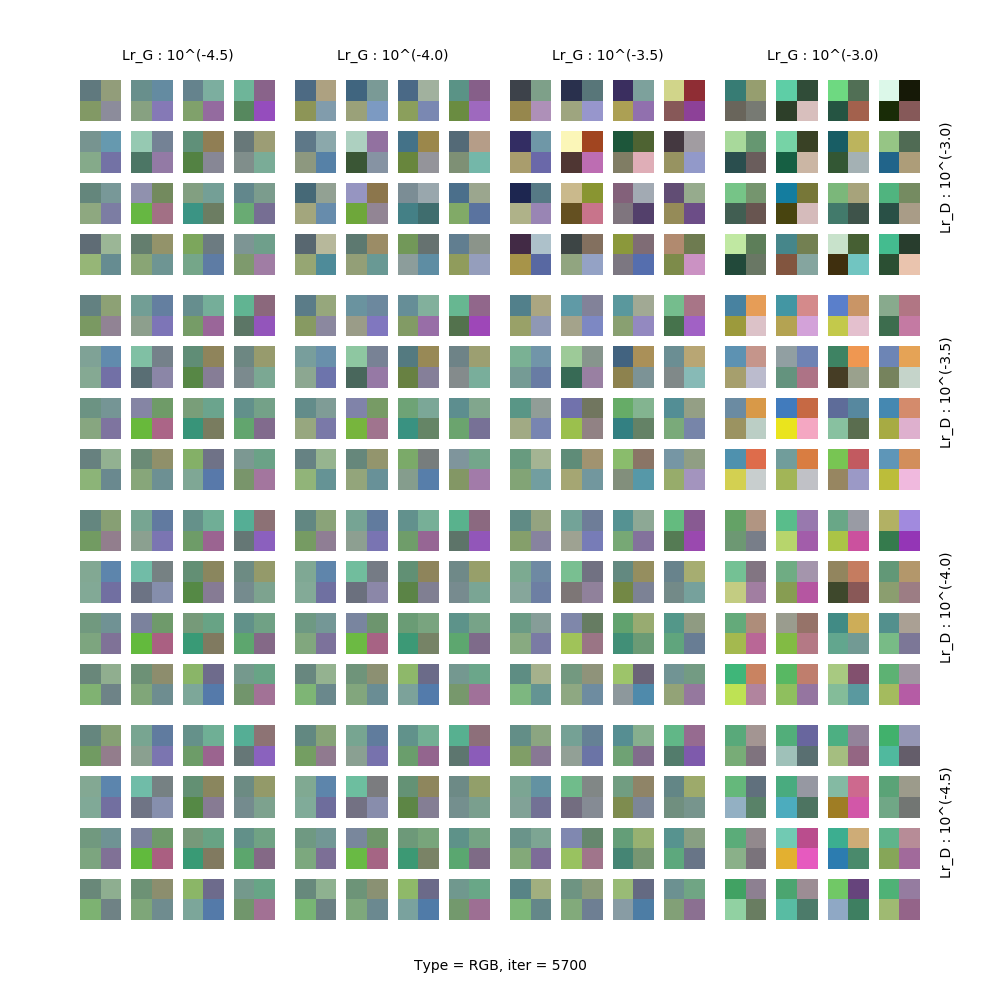 Lr_G : 10^(-4.5)
Lr_G : 10^(-4.0)
Lr_G : 10^(-3.5)
Lr_G : 10^(-3.0)
Lr_D : 10^(-3.0)
Lr_D : 10^(-3.5)
Lr_D : 10^(-4.0)
Lr_D : 10^(-4.5)
Type = RGB, iter = 5700